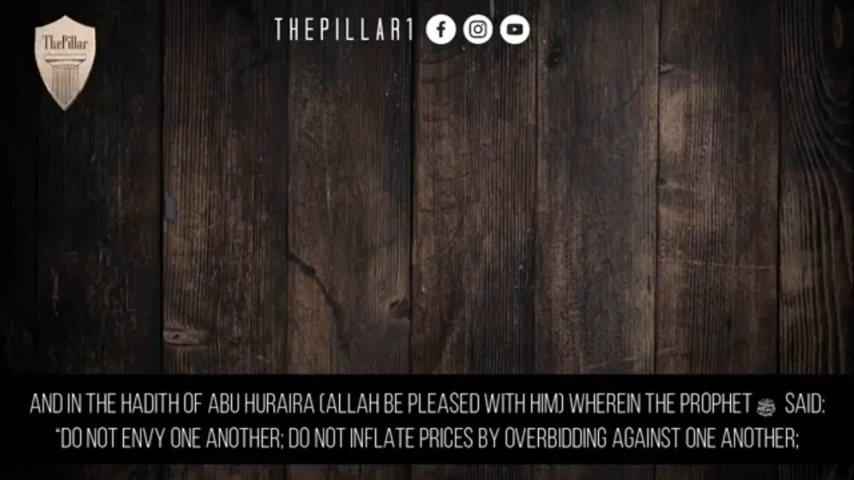 THEPILLAR1
ThePillar
AND IN THE HADITH OF ABU HURAIRA (ALLAH BE PLEASED WITH HIM) WHEREIN THE PROPHET ﷺ SAID:
“DO NOT ENVY ONE ANOTHER; DO NOT INFLATE PRICES BY OVERBIDDING AGAINST ONE ANOTHER;